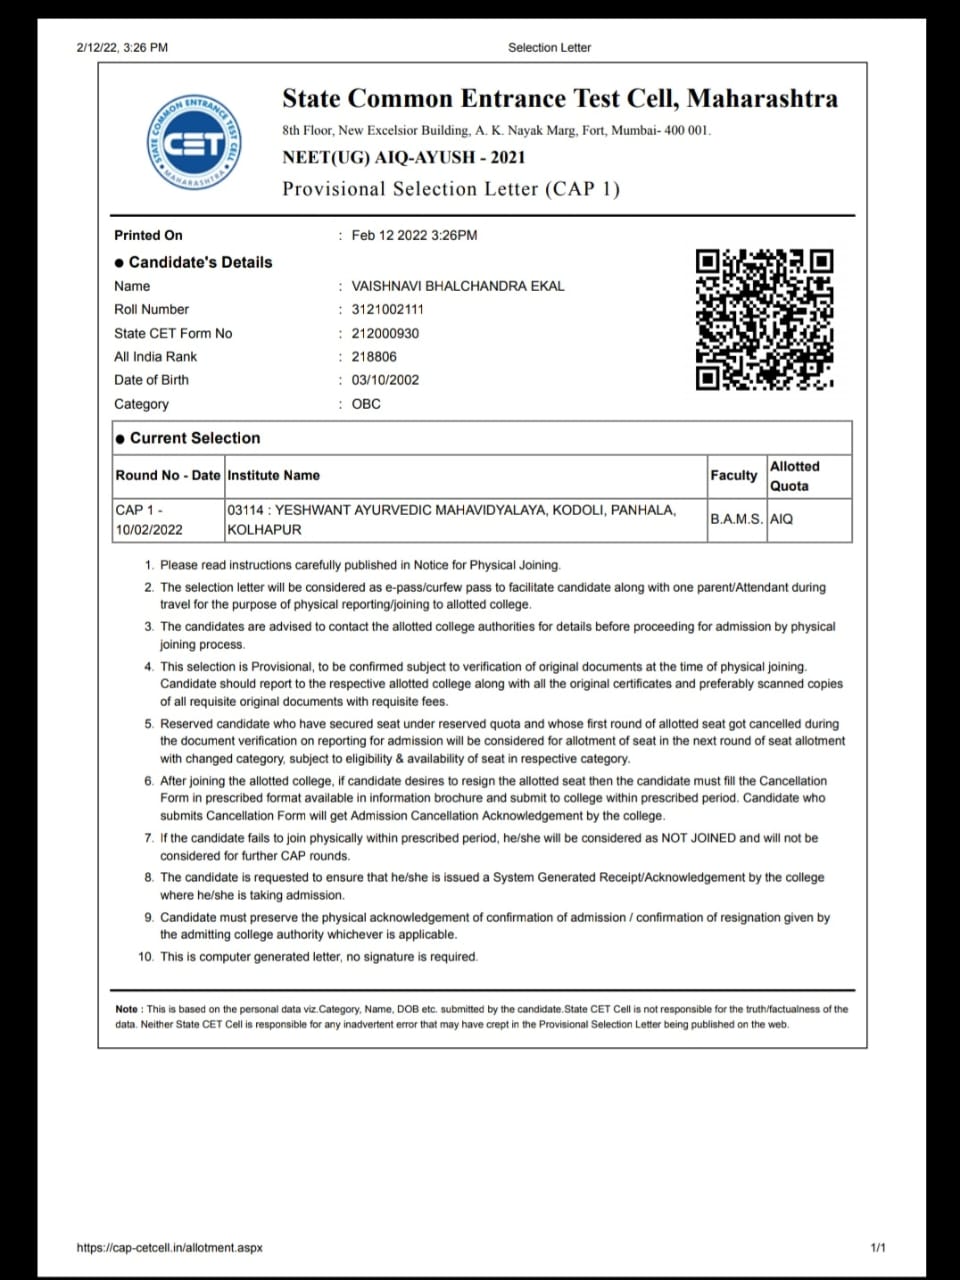 2/12/22, 3:26 PM Selection Letter
STATE COMMON ENTRANCE TEST CELL
CET
MAHARASHTRA
State Common Entrance Test Cell, Maharashtra
8th Floor, New Excelsior Building, A. K. Nayak Marg, Fort, Mumbai- 400 001.
NEET(UG) AIQ-AYUSH - 2021
Provisional Selection Letter (CAP 1)
Printed On : Feb 12 2022 3:26PM
● Candidate's Details
Name : VAISHNAVI BHALCHANDRA EKAL
Roll Number : 3121002111
State CET Form No : 212000930
All India Rank : 218806
Date of Birth : 03/10/2002
Category : OBC
● Current Selection
Round No - Date Institute Name Faculty Allotted Quota
CAP 1 - 03114 : YESHWANT AYURVEDIC MAHAVIDYALAYA, KODOLI, PANHALA, B.A.M.S. AIQ
10/02/2022 KOLHAPUR
1. Please read instructions carefully published in Notice for Physical Joining.
2. The selection letter will be considered as e-pass/curfew pass to facilitate candidate along with one parent/Attendant during
travel for the purpose of physical reporting/joining to allotted college.
3. The candidates are advised to contact the allotted college authorities for details before proceeding for admission by physical
joining process.
4. This selection is Provisional, to be confirmed subject to verification of original documents at the time of physical joining.
Candidate should report to the respective allotted college along with all the original certificates and preferably scanned copies
of all requisite original documents with requisite fees.
5. Reserved candidate who have secured seat under reserved quota and whose first round of allotted seat got cancelled during
the document verification on reporting for admission will be considered for allotment of seat in the next round of seat allotment
with changed category, subject to eligibility & availability of seat in respective category.
6. After joining the allotted college, if candidate desires to resign the allotted seat then the candidate must fill the Cancellation
Form in prescribed format available in information brochure and submit to college within prescribed period. Candidate who
submits Cancellation Form will get Admission Cancellation Acknowledgement by the college.
7. If the candidate fails to join physically within prescribed period, he/she will be considered as NOT JOINED and will not be
considered for further CAP rounds.
8. The candidate is requested to ensure that he/she is issued a System Generated Receipt/Acknowledgement by the college
where he/she is taking admission.
9. Candidate must preserve the physical acknowledgement of confirmation of admission / confirmation of resignation given by
the admitting college authority whichever is applicable.
10. This is computer generated letter, no signature is required.
Note : This is based on the personal data viz.Category, Name, DOB etc. submitted by the candidate.State CET Cell is not responsible for the truth/factualness of the
data. Neither State CET Cell is responsible for any inadvertent error that may have crept in the Provisional Selection Letter being published on the web.
https://cap-cetcell.in/allotment.aspx 1/1